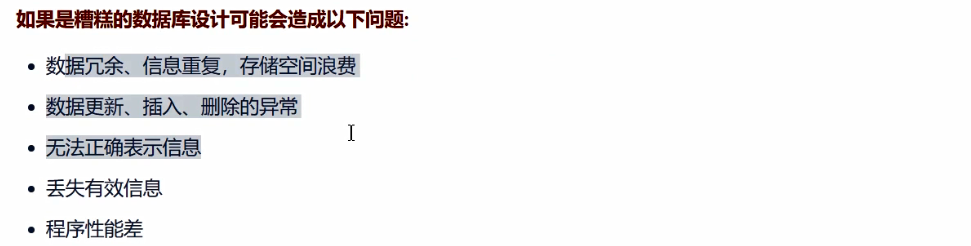 如果是糟糕的数据库设计可能会造成以下问题:
• 数据冗余、信息重复，存储空间浪费
• 数据更新、插入、删除的异常
• 无法正确表示信息
• 丢失有效信息
• 程序性能差